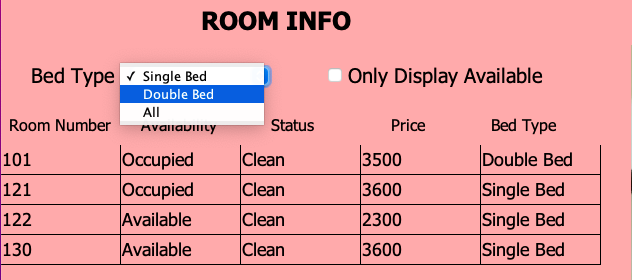 ROOM INFO
Bed Type ✓ Single Bed Only Display Available
Double Bed
All
Room Number Availability Status Price Bed Type
101 Occupied Clean 3500 Double Bed
121 Occupied Clean 3600 Single Bed
122 Available Clean 2300 Single Bed
130 Available Clean 3600 Single Bed